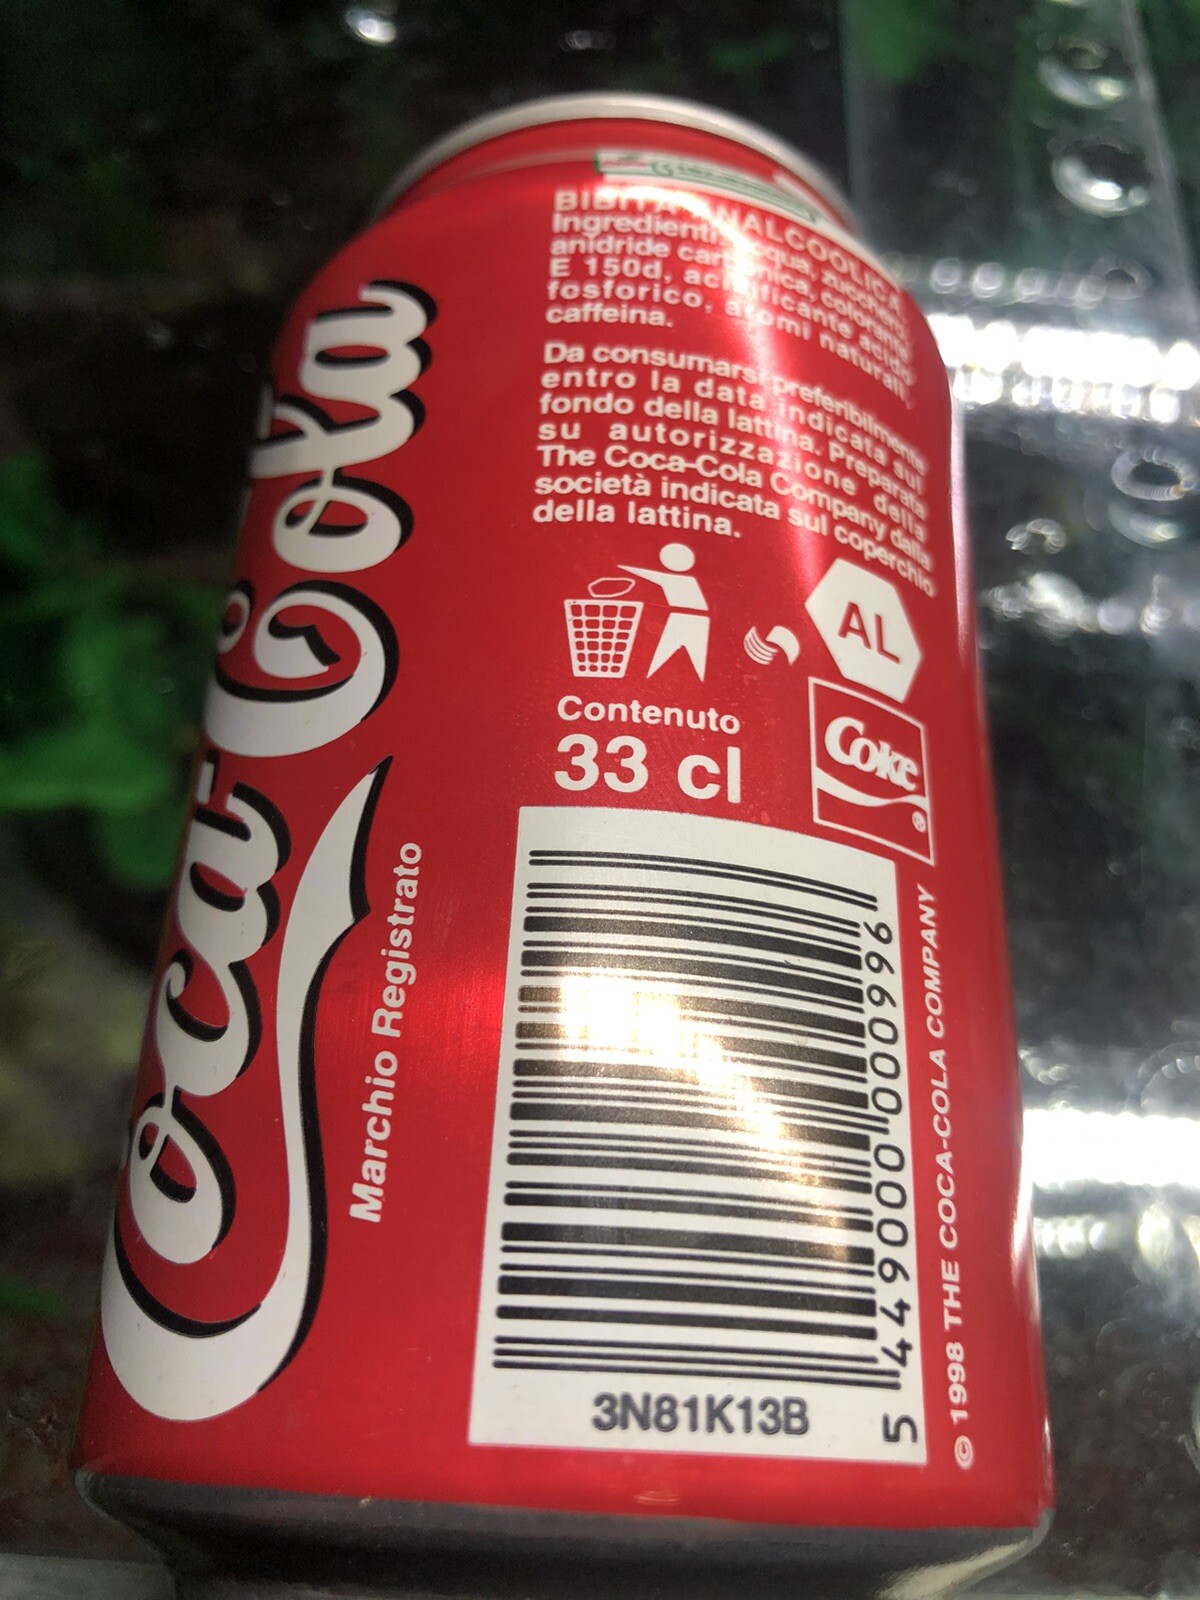 BIBITA ANALCOOLICA
Ingredienti: acqua, zucchero,
anidride carbonica, colorante
E 150d, acidificante acido
fosforico, aromi naturali,
caffeina.
Da consumarsi preferibilmente
entro la data indicata sul
fondo della lattina. Preparata
su autorizzazione della
The Coca-Cola Company dalla
società indicata sul coperchio
della lattina.
AL
Contenuto
33 cl
Coke
®
Coca-Cola
Marchio Registrato
5 449000 000996
3N81K13B
© 1998 THE COCA-COLA COMPANY